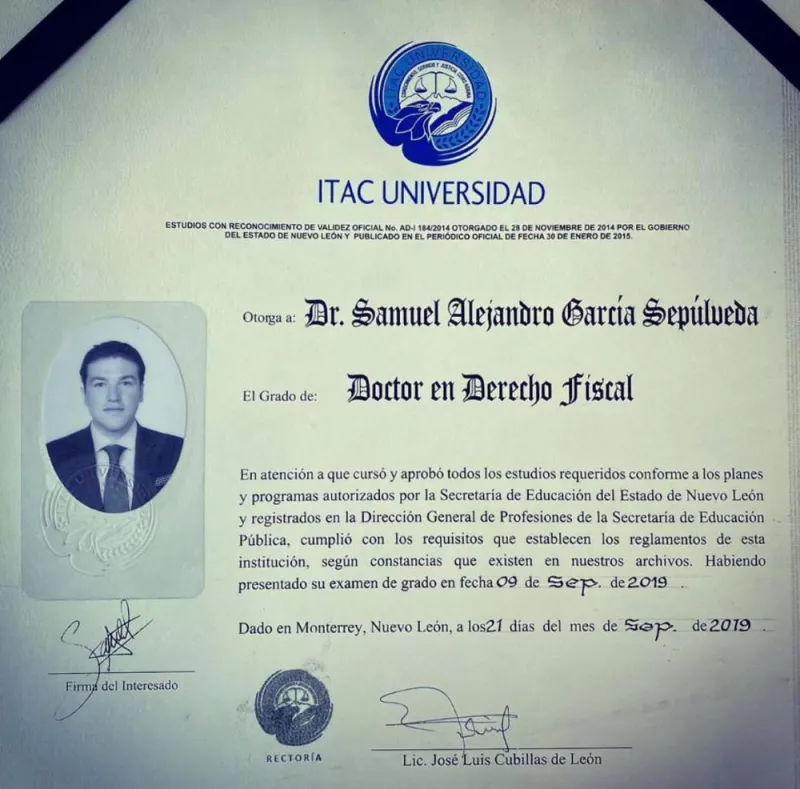 ITAC UNIVERSIDAD
ITAC UNIVERSIDAD
ESTUDIOS CON RECONOCIMIENTO DE VALIDEZ OFICIAL No. AD-I 184/2014 OTORGADO EL 28 DE NOVIEMBRE DE 2014 POR EL GOBIERNO
DEL ESTADO DE NUEVO LEÓN Y PUBLICADO EN EL PERIÓDICO OFICIAL DE FECHA 30 DE ENERO DE 2015.
Otorga a: Dr. Samuel Alejandro García Sepúlveda
El Grado de: Doctor en Derecho Fiscal
En atención a que cursó y aprobó todos los estudios requeridos conforme a los planes
y programas autorizados por la Secretaría de Educación del Estado de Nuevo León
y registrados en la Dirección General de Profesiones de la Secretaría de Educación
Pública, cumplió con los requisitos que establecen los reglamentos de esta
institución, según constancias que existen en nuestros archivos. Habiendo
presentado su examen de grado en fecha 09 de Sep. de 2019.
Dado en Monterrey, Nuevo León, a los 21 días del mes de Sep. de 2019.
Firma del Interesado
RECTORÍA
Lic. José Luis Cubillas de León